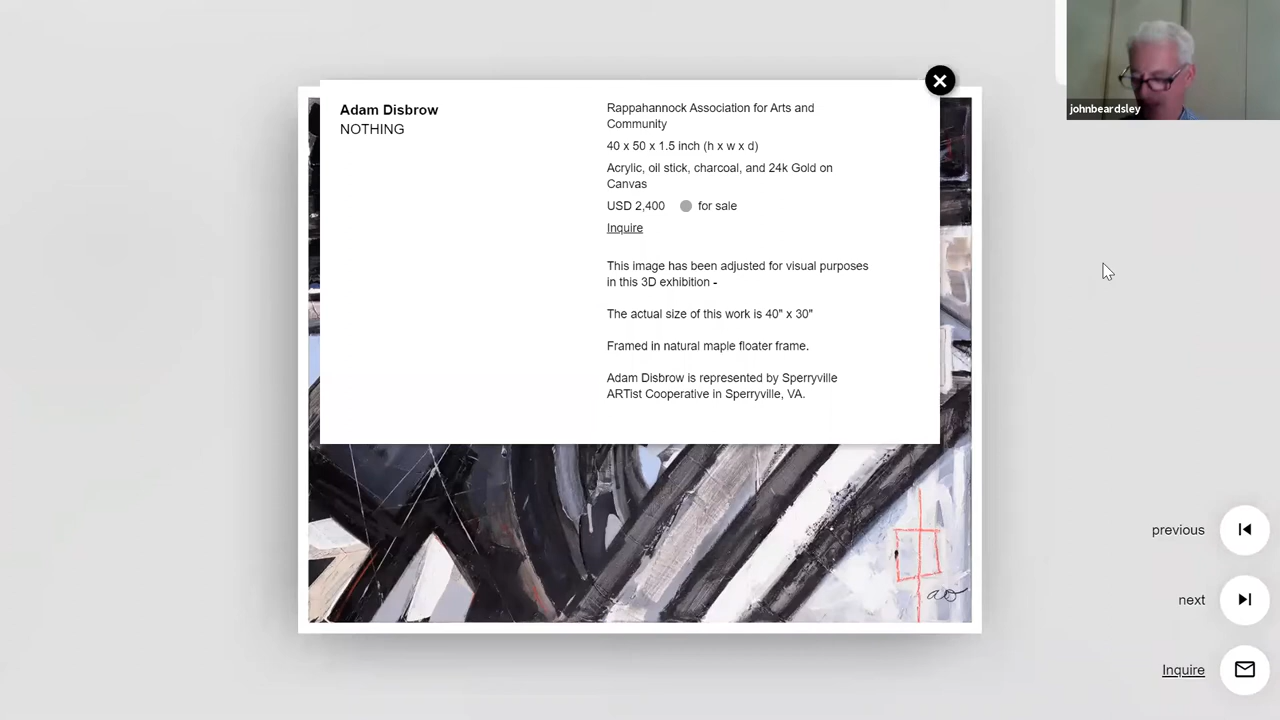 johnbeardsley
Adam Disbrow
NOTHING
Rappahannock Association for Arts and
Community
40 x 50 x 1.5 inch (h x w x d)
Acrylic, oil stick, charcoal, and 24k Gold on
Canvas
USD 2,400 for sale
Inquire
This image has been adjusted for visual purposes
in this 3D exhibition -
The actual size of this work is 40" x 30"
Framed in natural maple floater frame.
Adam Disbrow is represented by Sperryville
ARTist Cooperative in Sperryville, VA.
previous
next
Inquire